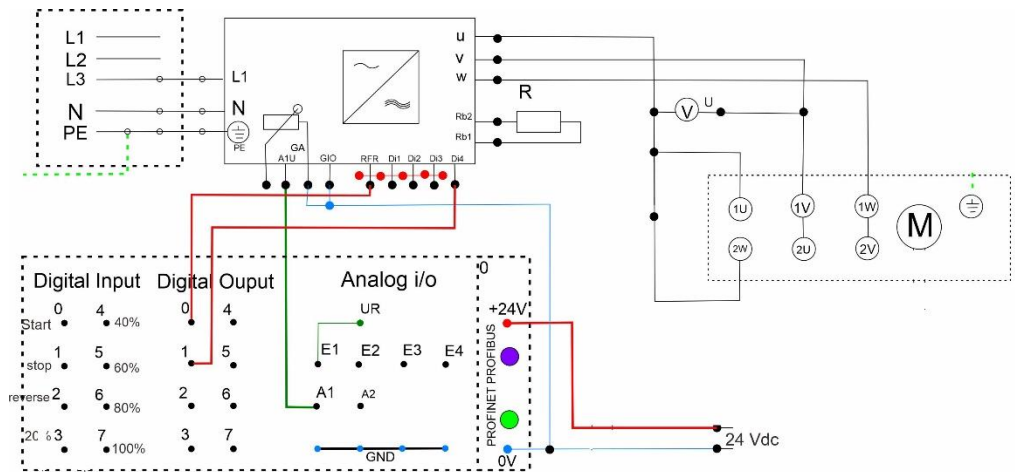 L1
L2
L3
N
PE
L1
N
PE
GA
A1U
GIO
RFR
Di1
Di2
Di3
Di4
u
v
w
R
Rb2
Rb1
V
U
1U
1V
1W
2W
2U
2V
M
Digital Input
Digital Ouput
Analog i/o
0
0 4 40%
Start
1 5 60%
stop
2 6 80%
reverse
20 %
3 7 100%
0 4
1 5
2 6
3 7
UR
E1 E2 E3 E4
A1 A2
GND
+24V
PROFINET PROFIBUS
0V
24 Vdc